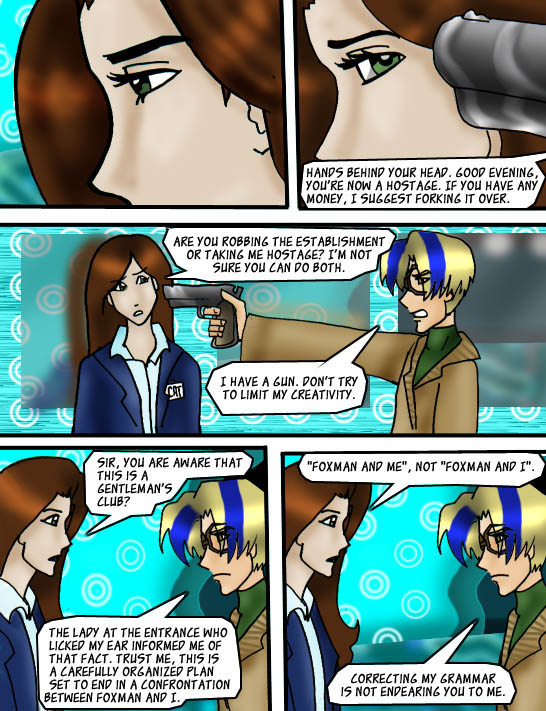 HANDS BEHIND YOUR HEAD. GOOD EVENING,
YOU'RE NOW A HOSTAGE. IF YOU HAVE ANY
MONEY, I SUGGEST FORKING IT OVER.
ARE YOU ROBBING THE ESTABLISHMENT
OR TAKING ME HOSTAGE? I'M NOT
SURE YOU CAN DO BOTH.
I HAVE A GUN. DON'T TRY
TO LIMIT MY CREATIVITY.
CAT
SIR, YOU ARE AWARE THAT
THIS IS A
GENTLEMAN'S
CLUB?
THE LADY AT THE ENTRANCE WHO
LICKED MY EAR INFORMED ME OF
THAT FACT. TRUST ME, THIS IS
A CAREFULLY ORGANIZED PLAN
SET TO END IN A CONFRONTATION
BETWEEN FOXMAN AND I.
"FOXMAN AND ME", NOT "FOXMAN AND I".
CORRECTING MY GRAMMAR
IS NOT ENDEARING YOU TO ME.